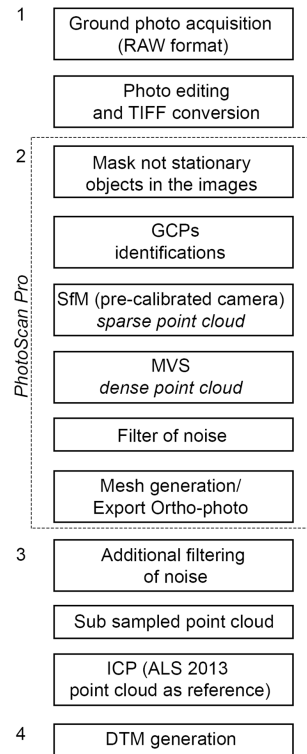 1
Ground photo acquisition
(RAW format)
Photo editing
and TIFF conversion
2
PhotoScan Pro
Mask not stationary
objects in the images
GCPs
identifications
SfM (pre-calibrated camera)
sparse point cloud
MVS
dense point cloud
Filter of noise
Mesh generation/
Export Ortho-photo
3
Additional filtering
of noise
Sub sampled point cloud
ICP (ALS 2013
point cloud as reference)
4
DTM generation